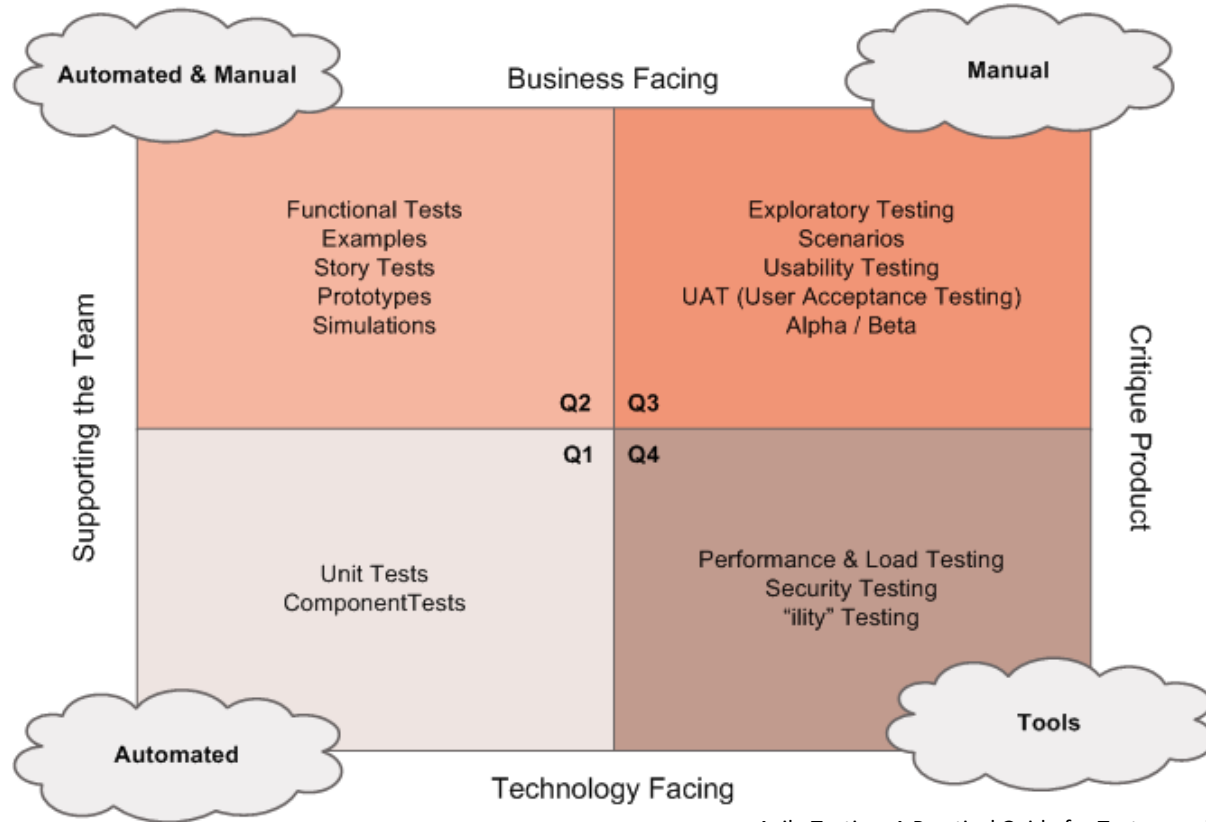 Automated & Manual
Business Facing
Manual
Functional Tests
Examples
Story Tests
Prototypes
Simulations
Exploratory Testing
Scenarios
Usability Testing
UAT (User Acceptance Testing)
Alpha / Beta
Supporting the Team
Critique Product
Q2
Q3
Q1
Q4
Unit Tests
ComponentTests
Performance & Load Testing
Security Testing
“ility” Testing
Automated
Tools
Technology Facing